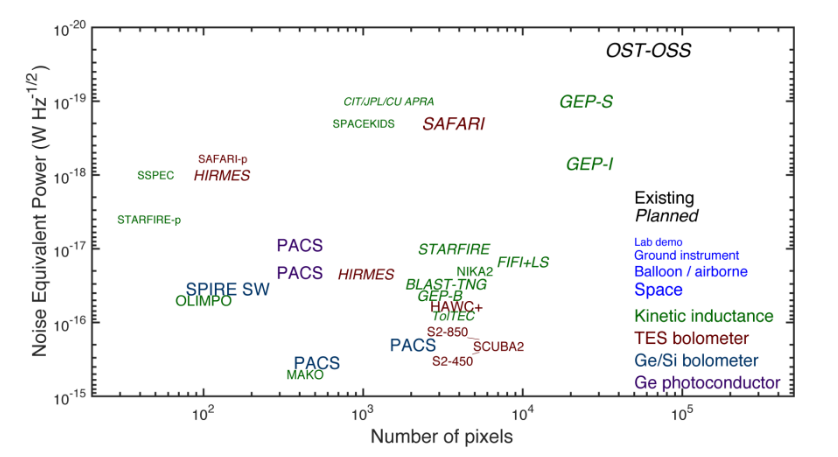 10^-20
OST-OSS
10^-19
CIT/JPL/CU APRA
GEP-S
SPACEKIDS
SAFARI
SAFARI-p
GEP-I
10^-18
SSPEC
HIRMES
Existing
Planned
STARFIRE-p
10^-17
PACS
STARFIRE
Lab demo
Ground instrument
FIFI+LS
PACS
HIRMES
NIKA2
Balloon / airborne
SPIRE SW
BLAST-TNG
Space
OLIMPO
GEP-B
HAWC+
TolTEC
Kinetic inductance
10^-16
S2-850
TES bolometer
PACS
SCUBA2
PACS
S2-450
Ge/Si bolometer
MAKO
Ge photoconductor
10^-15
Noise Equivalent Power (W Hz^-1/2)
10^2
10^3
10^4
10^5
Number of pixels